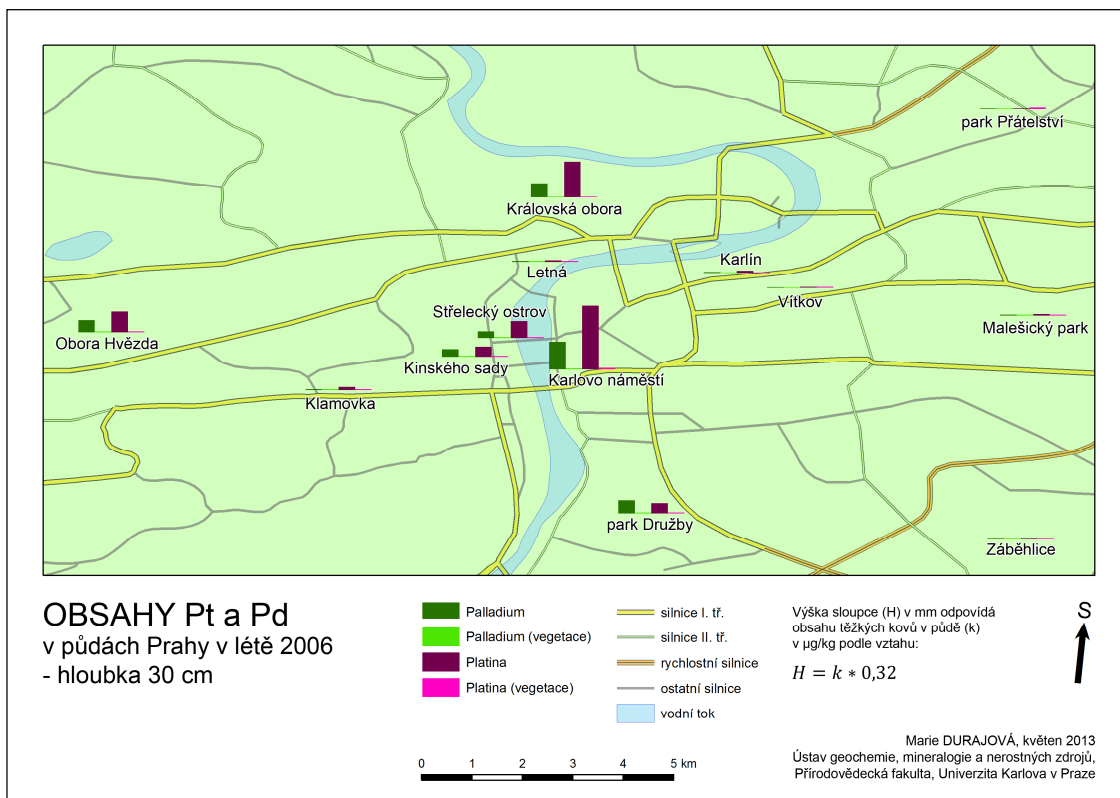 park Přátelství
Královská obora
Karlín
Letná
Vítkov
Střelecký ostrov
Malešický park
Obora Hvězda
Kinského sady
Karlovo náměstí
Klamovka
park Družby
Záběhlice
OBSAHY Pt a Pd
v půdách Prahy v létě 2006
- hloubka 30 cm
Palladium
Palladium (vegetace)
Platina
Platina (vegetace)
silnice I. tř.
silnice II. tř.
rychlostní silnice
ostatní silnice
vodní tok
Výška sloupce (H) v mm odpovídá
obsahu těžkých kovů v půdě (k)
v µg/kg podle vztahu:
H = k * 0,32
S
0 1 2 3 4 5 km
Marie DURAJOVÁ, květen 2013
Ústav geochemie, mineralogie a nerostných zdrojů,
Přírodovědecká fakulta, Univerzita Karlova v Praze